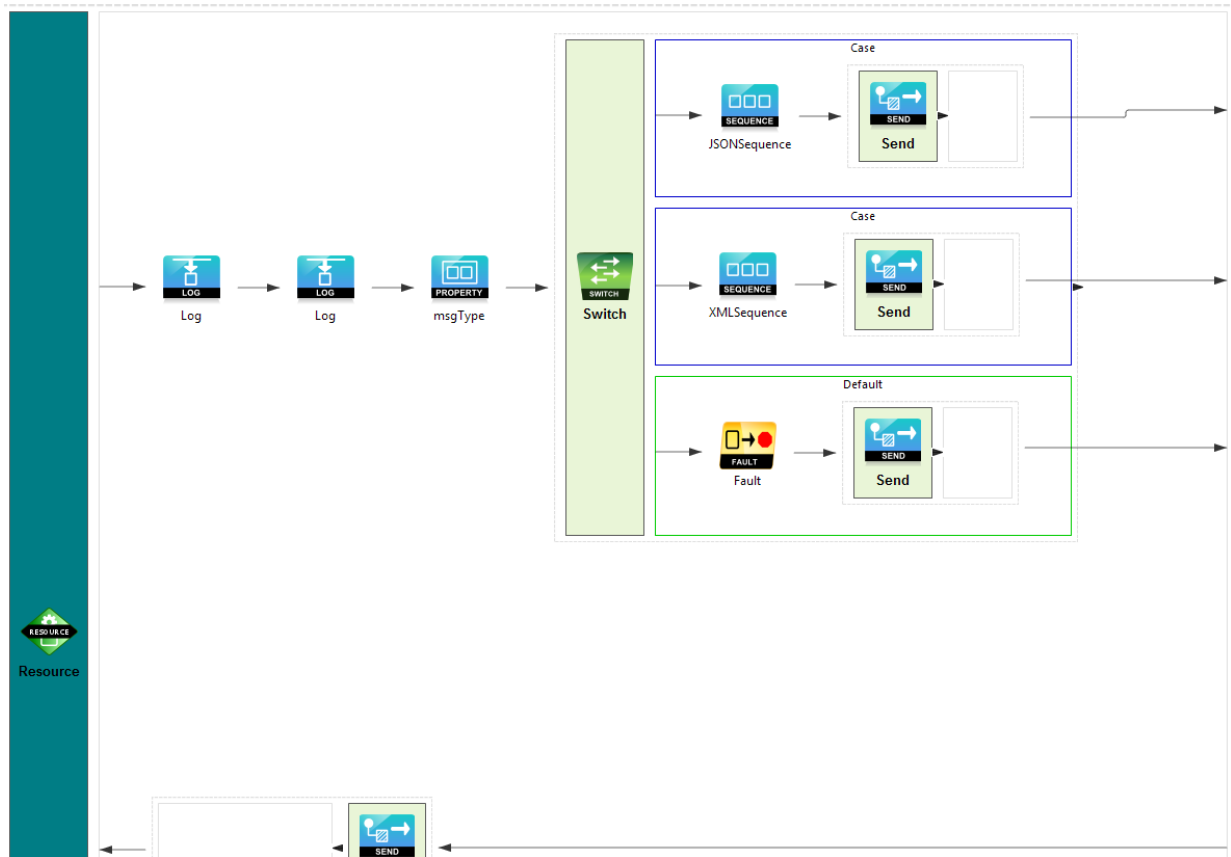 Case
SEQUENCE
JSONSequence
SEND
Send
Case
LOG
Log
LOG
Log
PROPERTY
msgType
SWITCH
Switch
SEQUENCE
XMLSequence
SEND
Send
Default
FAULT
Fault
SEND
Send
RESOURCE
Resource
SEND